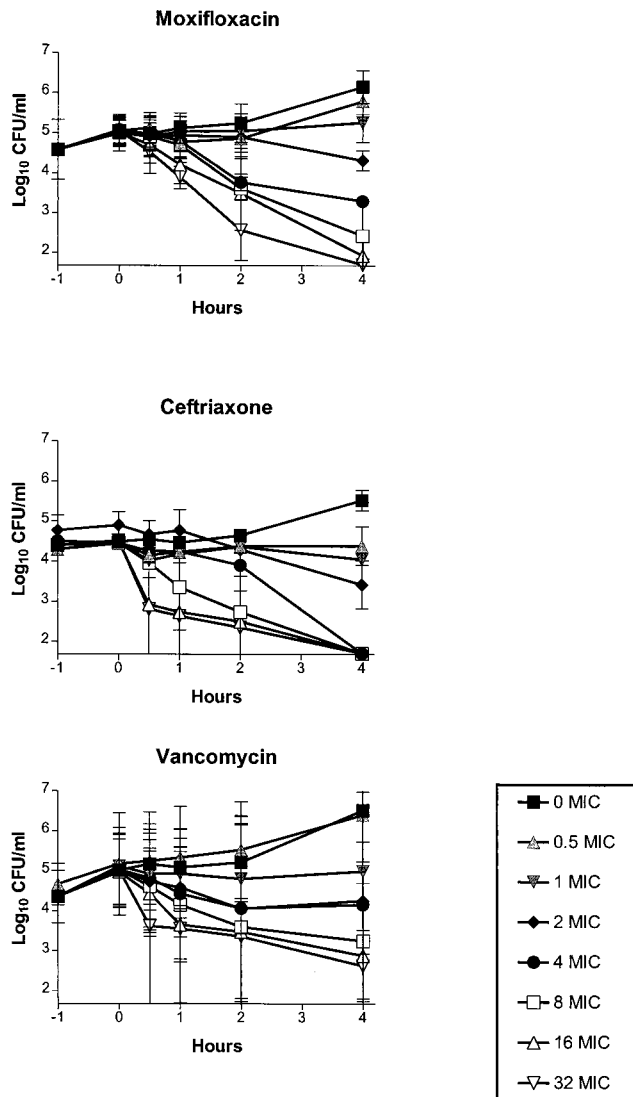 Moxifloxacin
7
6
5
4
3
2
Log10 CFU/ml
-1 0 1 2 3 4
Hours
Ceftriaxone
7
6
5
4
3
2
Log10 CFU/ml
-1 0 1 2 3 4
Hours
Vancomycin
7
6
5
4
3
2
Log10 CFU/ml
-1 0 1 2 3 4
Hours
0 MIC
0.5 MIC
1 MIC
2 MIC
4 MIC
8 MIC
16 MIC
32 MIC